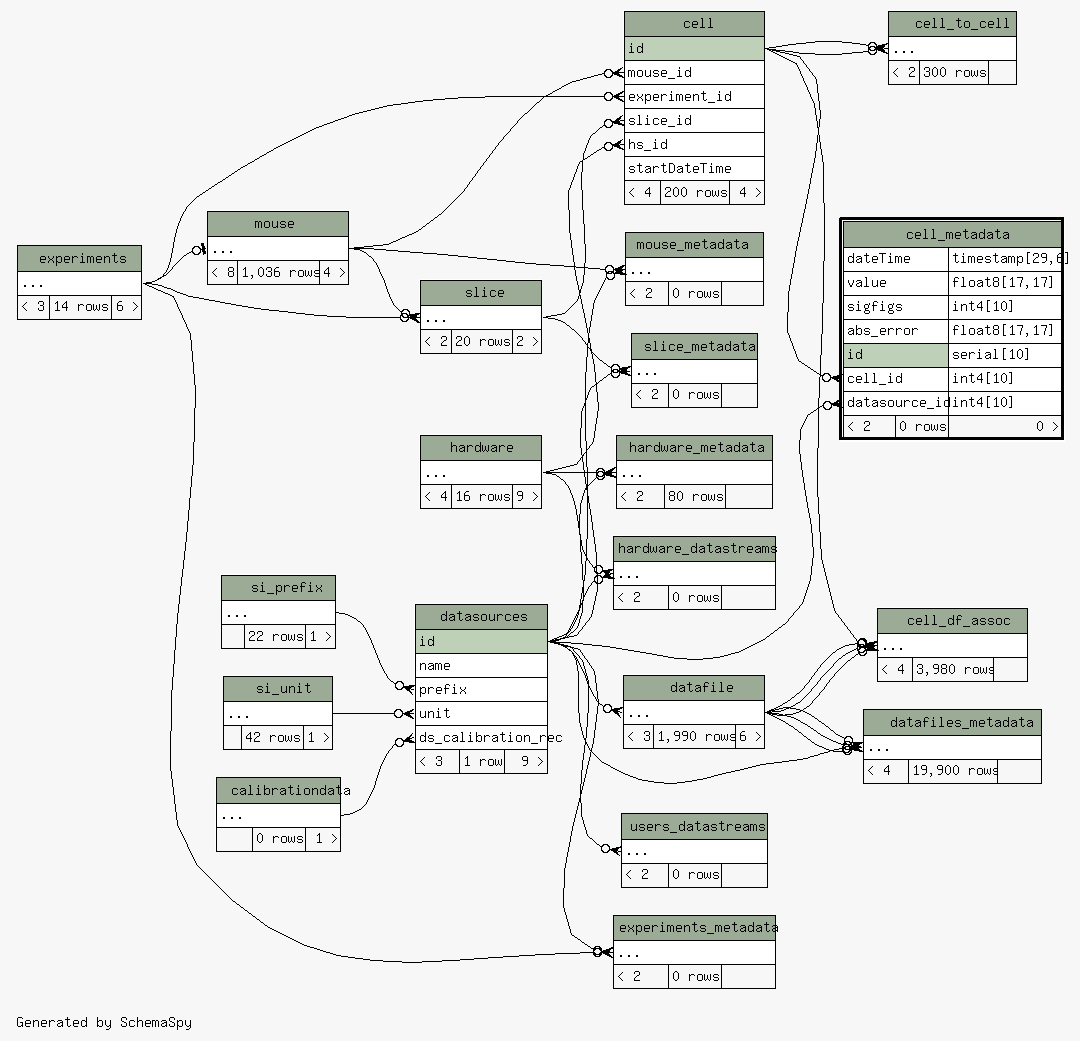 cell
id
mouse_id
experiment_id
slice_id
hs_id
startDateTime
< 4 200 rows 4 >
cell_to_cell
...
< 2 300 rows
mouse
...
< 8 1,036 rows 4 >
experiments
...
< 3 14 rows 6 >
mouse_metadata
...
< 2 0 rows
cell_metadata
dateTime timestamp[29,6]
value float8[17,17]
sigfigs int4[10]
abs_error float8[17,17]
id serial[10]
cell_id int4[10]
datasource_id int4[10]
< 2 0 rows 0 >
slice
...
< 2 20 rows 2 >
slice_metadata
...
< 2 0 rows
hardware
...
< 4 16 rows 9 >
hardware_metadata
...
< 2 80 rows
hardware_datastreams
...
< 2 0 rows
si_prefix
...
22 rows 1 >
datasources
id
name
prefix
unit
ds_calibration_rec
< 3 1 row 9 >
cell_df_assoc
...
< 4 3,980 rows
si_unit
...
42 rows 1 >
datafile
...
< 3 1,990 rows 6 >
datafiles_metadata
...
< 4 19,900 rows
calibrationdata
...
0 rows 1 >
users_datastreams
...
< 2 0 rows
experiments_metadata
...
< 2 0 rows
Generated by SchemaSpy